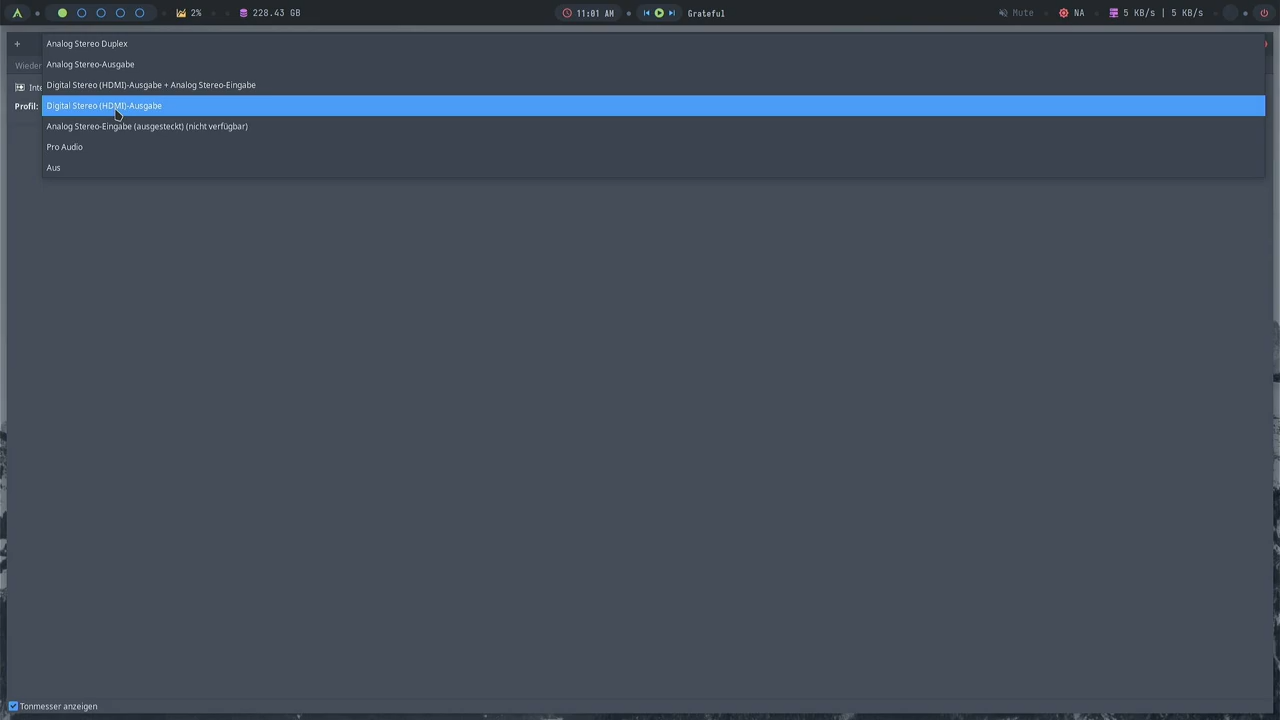 2%
228.43 GB
11:01 AM
Grateful
Mute
NA
5 KB/s | 5 KB/s
+
Analog Stereo Duplex
Analog Stereo-Ausgabe
Wieder
Digital Stereo (HDMI)-Ausgabe + Analog Stereo-Eingabe
Inte
Profil:
Digital Stereo (HDMI)-Ausgabe
Analog Stereo-Eingabe (ausgesteckt) (nicht verfügbar)
Pro Audio
Aus
Tonmesser anzeigen